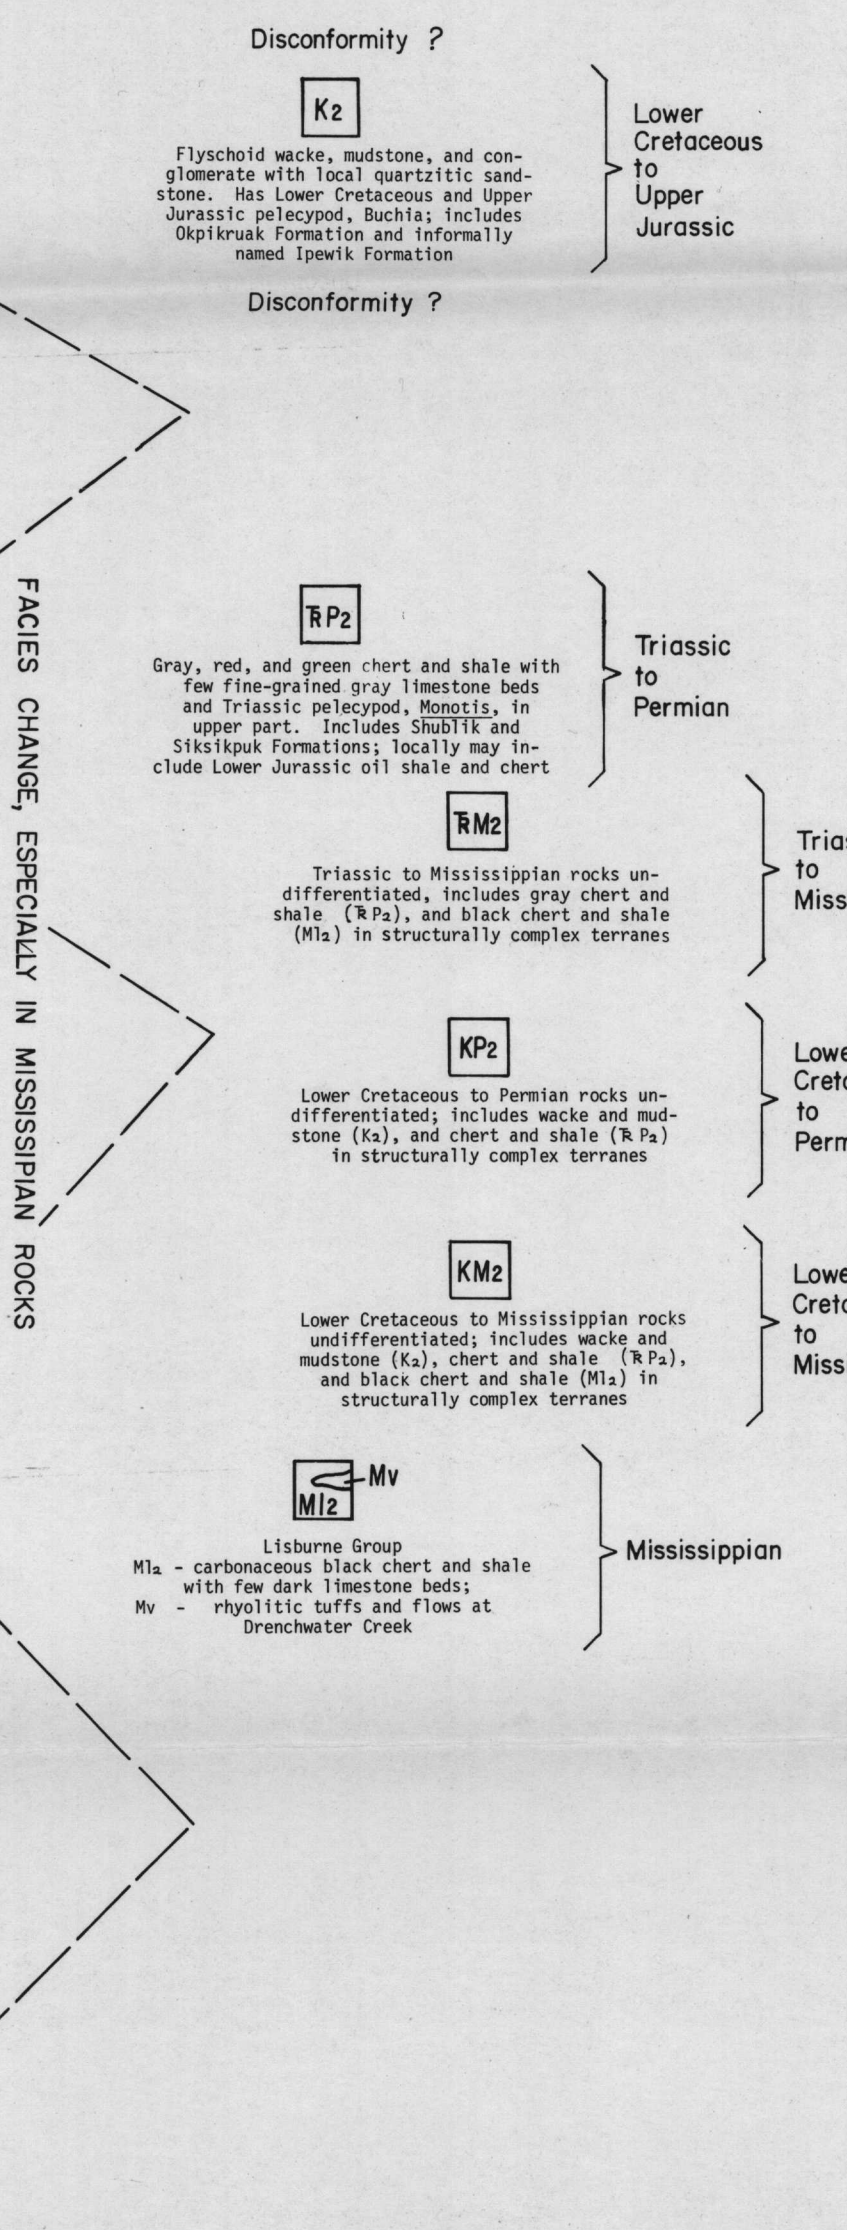 Disconformity ?
K2
Flyschoid wacke, mudstone, and con-
glomerate with local quartzitic sand-
stone. Has Lower Cretaceous and Upper
Jurassic pelecypod, Buchia; includes
Okpikruak Formation and informally
named Ipewik Formation
Lower
Cretaceous
to
Upper
Jurassic
Disconformity ?
FACIES CHANGE, ESPECIALLY IN MISSISSIPIAN ROCKS
TRP2
Gray, red, and green chert and shale with
few fine-grained gray limestone beds
and Triassic pelecypod, Monotis, in
upper part. Includes Shublik and
Siksikpuk Formations; locally may in-
clude Lower Jurassic oil shale and chert
Triassic
to
Permian
TRM2
Triassic to Mississippian rocks un-
differentiated, includes gray chert and
shale (TRP2), and black chert and shale
(Ml2) in structurally complex terranes
Trias
to
Miss
KP2
Lower Cretaceous to Permian rocks un-
differentiated; includes wacke and mud-
stone (K2), and chert and shale (TRP2)
in structurally complex terranes
Lowe
Creta
to
Perm
KM2
Lower Cretaceous to Mississippian rocks
undifferentiated; includes wacke and
mudstone (K2), chert and shale (TRP2),
and black chert and shale (Ml2) in
structurally complex terranes
Lowe
Creta
to
Missi
Mv
Ml2
Lisburne Group
Ml2 - carbonaceous black chert and shale
with few dark limestone beds;
Mv - rhyolitic tuffs and flows at
Drenchwater Creek
Mississippian